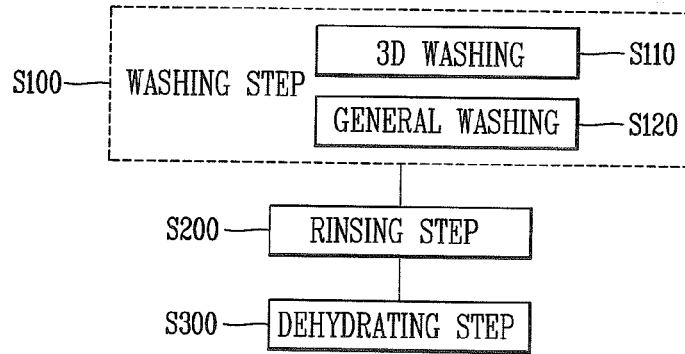 3D WASHING
S110
S100
WASHING STEP
GENERAL WASHING
S120
S200
RINSING STEP
S300
DEHYDRATING STEP